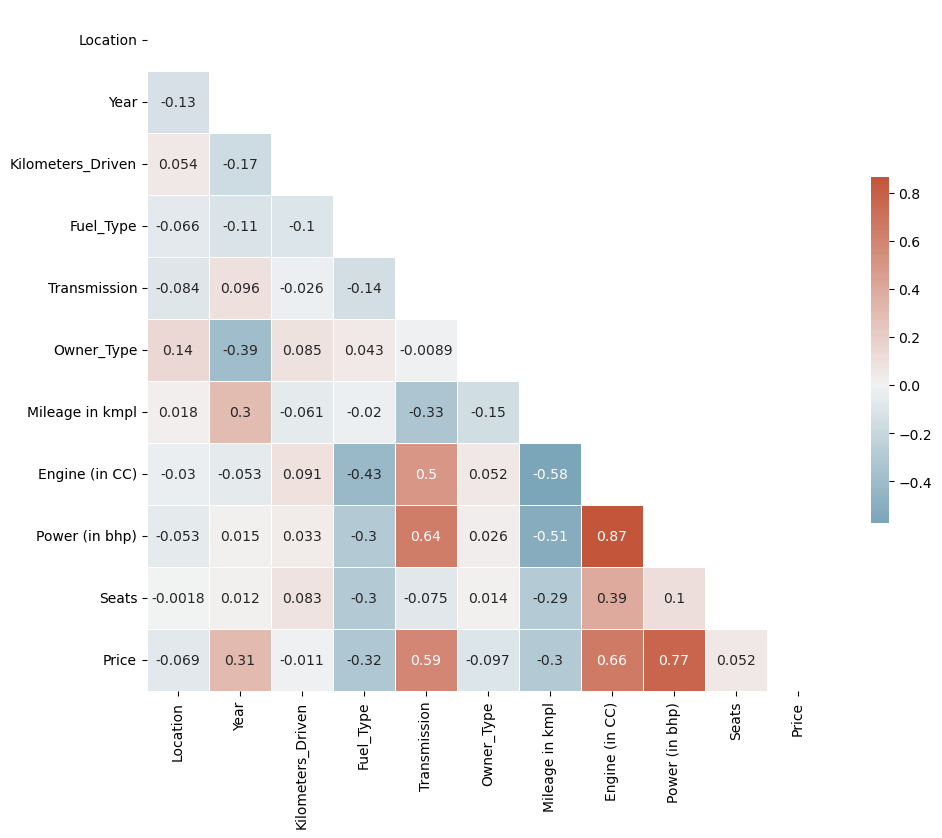 Location
Year -0.13
Kilometers_Driven 0.054 -0.17
Fuel_Type -0.066 -0.11 -0.1
Transmission -0.084 0.096 -0.026 -0.14
Owner_Type 0.14 -0.39 0.085 0.043 -0.0089
Mileage in kmpl 0.018 0.3 -0.061 -0.02 -0.33 -0.15
Engine (in CC) -0.03 -0.053 0.091 -0.43 0.5 0.052 -0.58
Power (in bhp) -0.053 0.015 0.033 -0.3 0.64 0.026 -0.51 0.87
Seats -0.0018 0.012 0.083 -0.3 -0.075 0.014 -0.29 0.39 0.1
Price -0.069 0.31 -0.011 -0.32 0.59 -0.097 -0.3 0.66 0.77 0.052
Location
Year
Kilometers_Driven
Fuel_Type
Transmission
Owner_Type
Mileage in kmpl
Engine (in CC)
Power (in bhp)
Seats
Price
0.8
0.6
0.4
0.2
0.0
−0.2
−0.4